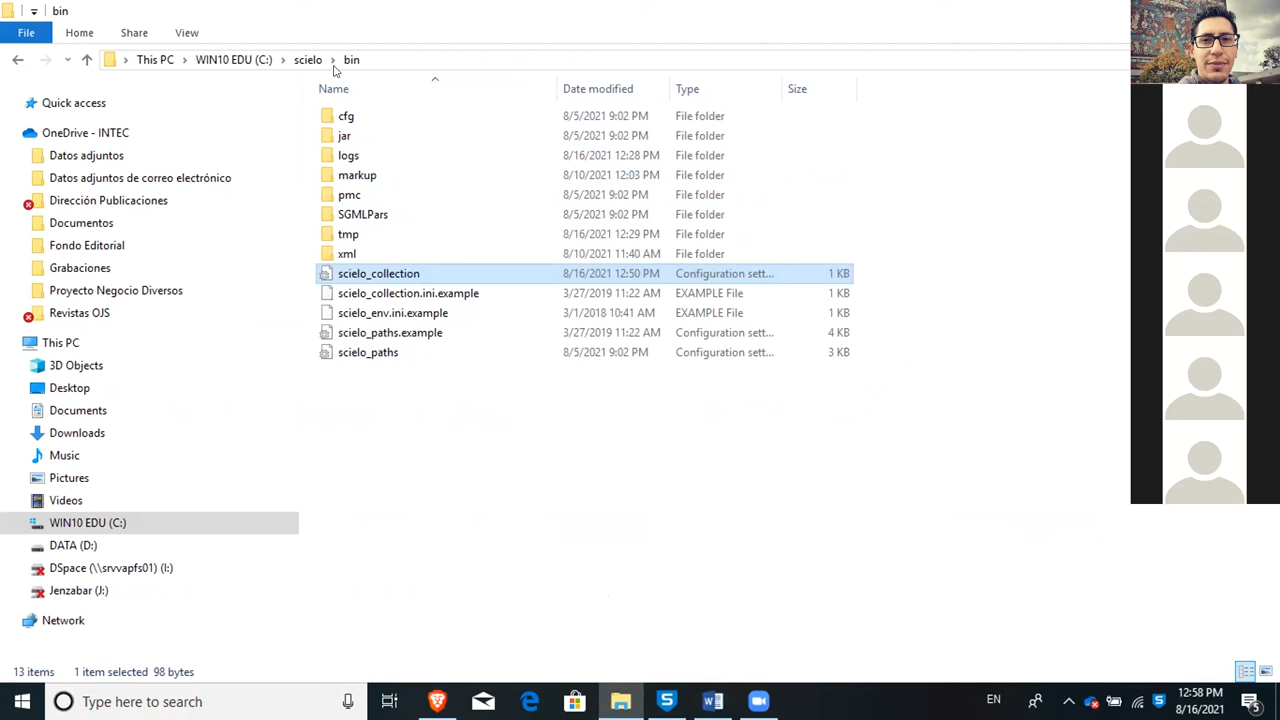 bin
File Home Share View
This PC WIN10 EDU (C:) scielo bin
Name Date modified Type Size
Quick access
OneDrive - INTEC
Datos adjuntos
Datos adjuntos de correo electrónico
Dirección Publicaciones
Documentos
Fondo Editorial
Grabaciones
Proyecto Negocio Diversos
Revistas OJS
This PC
3D Objects
Desktop
Documents
Downloads
Music
Pictures
Videos
WIN10 EDU (C:)
DATA (D:)
DSpace (\\srvvapfs01) (I:)
Jenzabar (J:)
Network
cfg 8/5/2021 9:02 PM File folder
jar 8/5/2021 9:02 PM File folder
logs 8/16/2021 12:28 PM File folder
markup 8/10/2021 12:03 PM File folder
pmc 8/5/2021 9:02 PM File folder
SGMLPars 8/5/2021 9:02 PM File folder
tmp 8/16/2021 12:29 PM File folder
xml 8/10/2021 11:40 AM File folder
scielo_collection 8/16/2021 12:50 PM Configuration sett... 1 KB
scielo_collection.ini.example 3/27/2019 11:22 AM EXAMPLE File 1 KB
scielo_env.ini.example 3/1/2018 10:41 AM EXAMPLE File 1 KB
scielo_paths.example 3/27/2019 11:22 AM Configuration sett... 4 KB
scielo_paths 8/5/2021 9:02 PM Configuration sett... 3 KB
13 items 1 item selected 98 bytes
Type here to search
EN
12:58 PM
8/16/2021
5